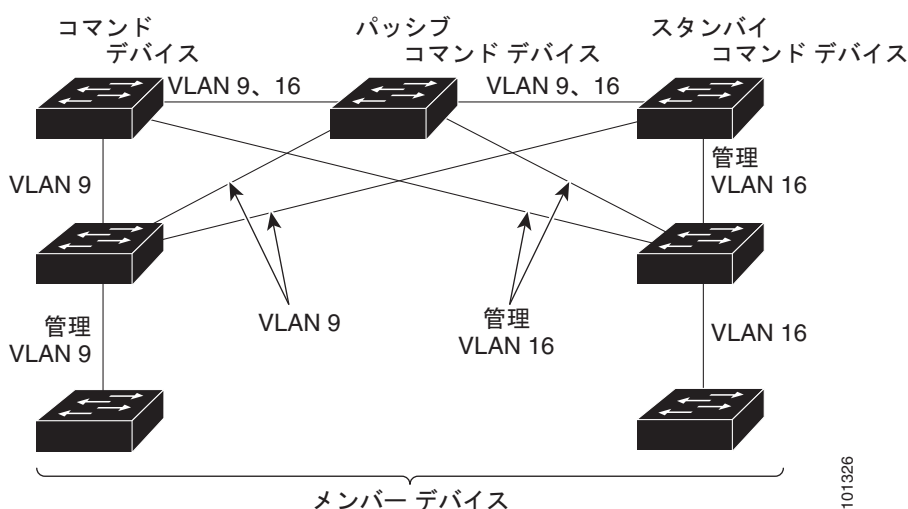 コマンド
デバイス
パッシブ
コマンド デバイス
スタンバイ
コマンド デバイス
VLAN 9、16
VLAN 9、16
VLAN 9
管理
VLAN 16
VLAN 9
管理
VLAN 16
管理
VLAN 9
VLAN 16
メンバー デバイス
101326